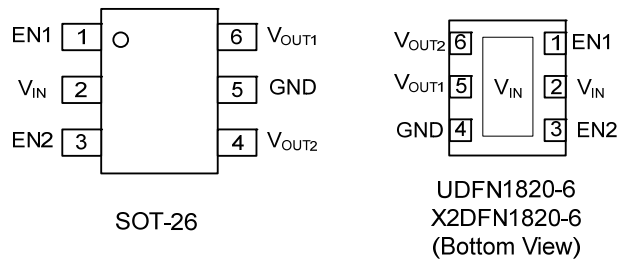 EN1 1 6 VOUT1
VIN 2 5 GND
EN2 3 4 VOUT2
SOT-26
VOUT2 6 1 EN1
VOUT1 5 VIN 2 VIN
GND 4 3 EN2
UDFN1820-6
X2DFN1820-6
(Bottom View)